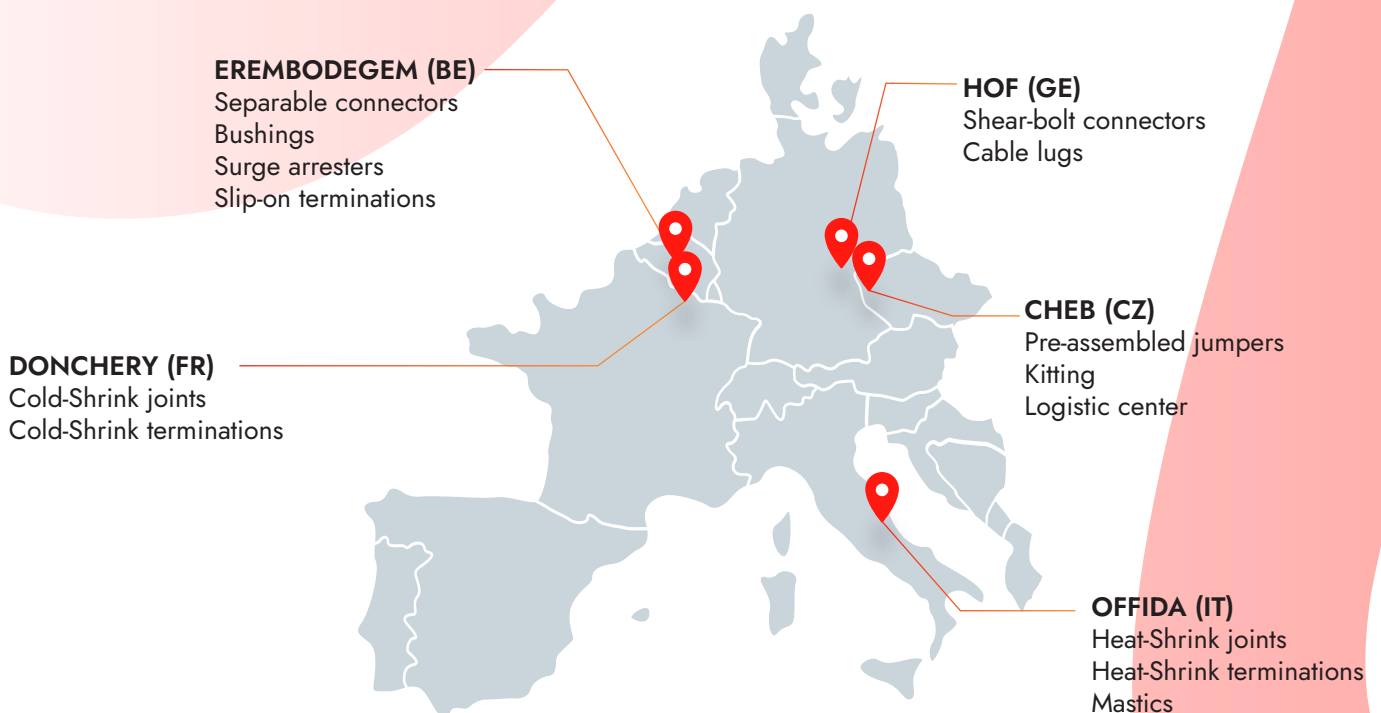 EREMBODEGEM (BE)
Separable connectors
Bushings
Surge arresters
Slip-on terminations
HOF (GE)
Shear-bolt connectors
Cable lugs
CHEB (CZ)
Pre-assembled jumpers
Kitting
Logistic center
DONCHERY (FR)
Cold-Shrink joints
Cold-Shrink terminations
OFFIDA (IT)
Heat-Shrink joints
Heat-Shrink terminations
Mastics